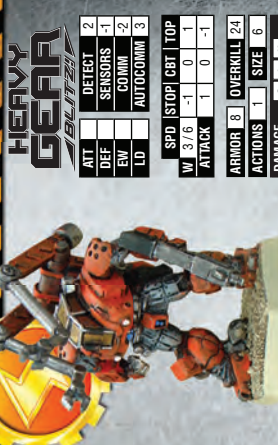 HEAVY
GEAR
BLITZ!
ATT DETECT 2
DEF SENSORS -1
EW COMM -2
LD AUTOCOMM 3
SPD STOP CBT TOP
W 3/6 -1 0 1
ATTACK 1 0 -1
ARMOR 8 OVERKILL 24
ACTIONS 1 SIZE 6